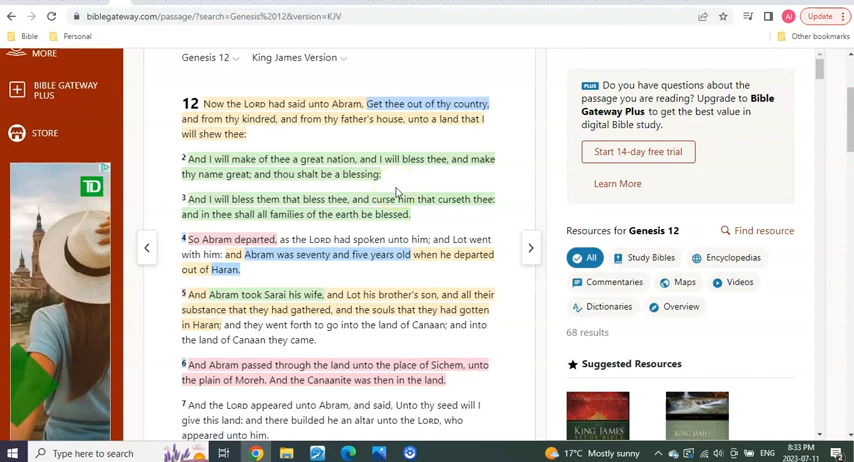 biblegateway.com/passage/?search=Genesis%2012&version=KJV
AI
Update
Bible
Personal
Other bookmarks
MORE
BIBLE GATEWAY
PLUS
STORE
TD
Genesis 12
King James Version
12 Now the LORD had said unto Abram, Get thee out of thy country,
and from thy kindred, and from thy father's house, unto a land that I
will shew thee:
2 And I will make of thee a great nation, and I will bless thee, and make
thy name great; and thou shalt be a blessing:
3 And I will bless them that bless thee, and curse him that curseth thee:
and in thee shall all families of the earth be blessed.
4 So Abram departed, as the LORD had spoken unto him; and Lot went
with him: and Abram was seventy and five years old when he departed
out of Haran.
5 And Abram took Sarai his wife, and Lot his brother's son, and all their
substance that they had gathered, and the souls that they had gotten
in Haran; and they went forth to go into the land of Canaan; and into
the land of Canaan they came.
6 And Abram passed through the land unto the place of Sichem, unto
the plain of Moreh. And the Canaanite was then in the land.
7 And the LORD appeared unto Abram, and said, Unto thy seed will I
give this land: and there builded he an altar unto the LORD, who
appeared unto him.
PLUS Do you have questions about the
passage you are reading? Upgrade to Bible
Gateway Plus to get the best value in
digital Bible study.
Start 14-day free trial
Learn More
Resources for Genesis 12
Find resource
All
Study Bibles
Encyclopedias
Commentaries
Maps
Videos
Dictionaries
Overview
68 results
Suggested Resources
KING JAMES
KING JAMES
Type here to search
17°C Mostly sunny
ENG
8:33 PM
2023-07-11
2